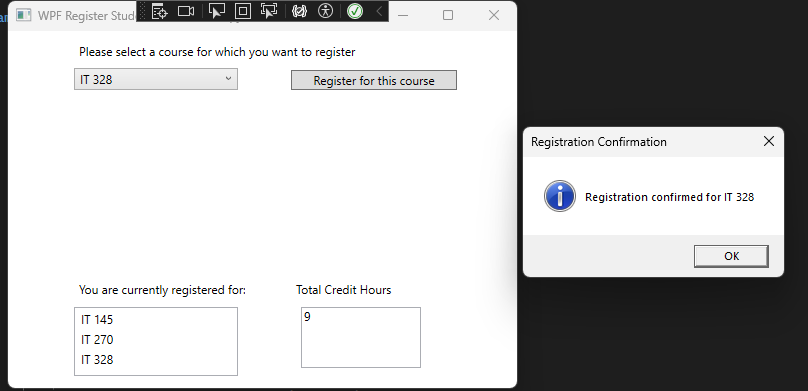 WPF Register Stude
Please select a course for which you want to register
IT 328
Register for this course
Registration Confirmation
Registration confirmed for IT 328
OK
You are currently registered for:
Total Credit Hours
IT 145
IT 270
IT 328
9